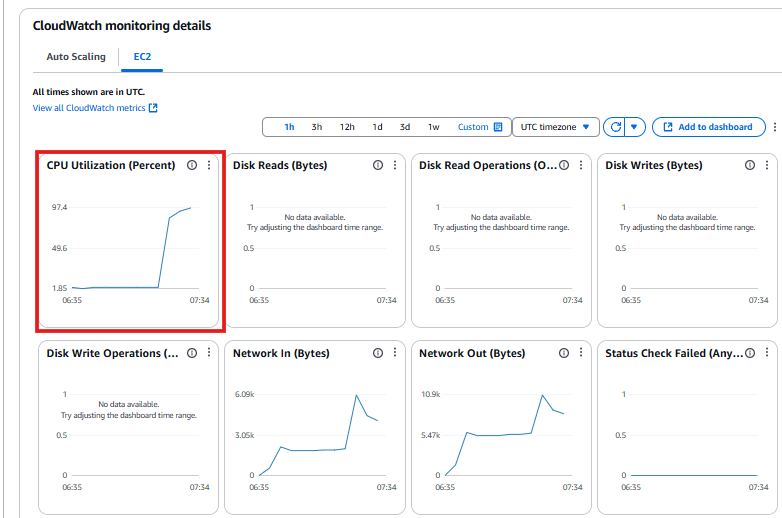 CloudWatch monitoring details
Auto Scaling EC2
All times shown are in UTC.
View all CloudWatch metrics
1h 3h 12h 1d 3d 1w Custom UTC timezone Add to dashboard
CPU Utilization (Percent)
97.4
49.6
1.85
06:35 07:34
Disk Reads (Bytes)
1
No data available.
Try adjusting the dashboard time range.
0.5
0
06:35 07:34
Disk Read Operations (O...
1
No data available.
Try adjusting the dashboard time range.
0.5
0
06:35 07:34
Disk Writes (Bytes)
1
No data available.
Try adjusting the dashboard time range.
0.5
0
06:35 07:34
Disk Write Operations (...
1
No data available.
Try adjusting the dashboard time range.
0.5
0
06:35 07:34
Network In (Bytes)
6.09k
3.05k
0
06:35 07:34
Network Out (Bytes)
10.9k
5.47k
0
06:35 07:34
Status Check Failed (Any...
1
0.5
0
06:35 07:34